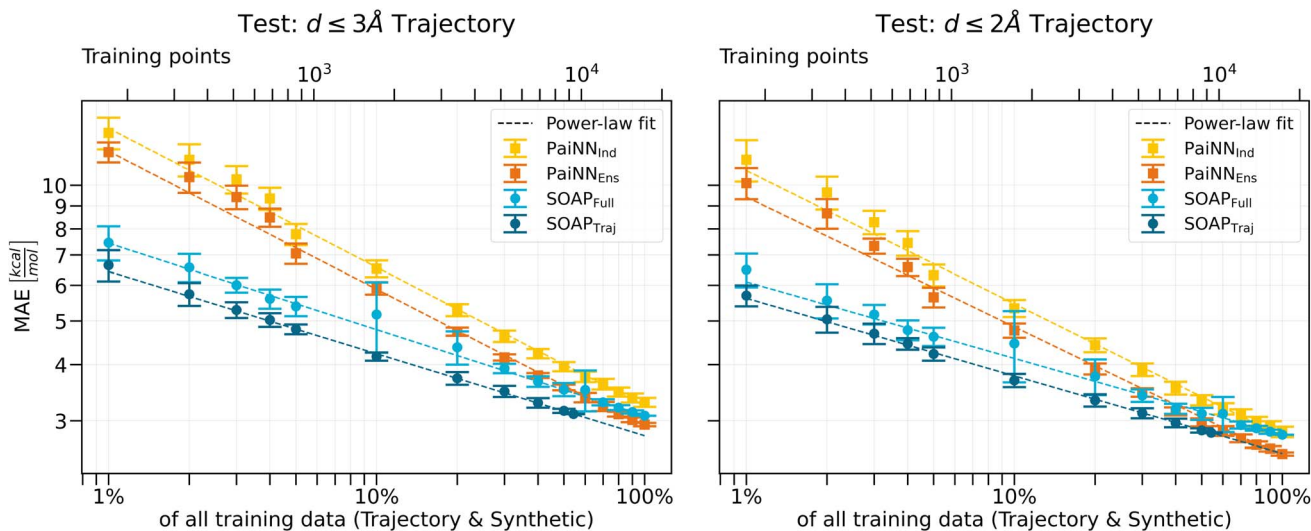 Test: d ≤ 3Å Trajectory
Training points
10³ 10⁴
Power-law fit
PaiNN_Ind
PaiNN_Ens
SOAP_Full
SOAP_Traj
MAE [kcal/mol]
10
9
8
7
6
5
4
3
1% 10% 100%
of all training data (Trajectory & Synthetic)
Test: d ≤ 2Å Trajectory
Training points
10³ 10⁴
Power-law fit
PaiNN_Ind
PaiNN_Ens
SOAP_Full
SOAP_Traj
1% 10% 100%
of all training data (Trajectory & Synthetic)